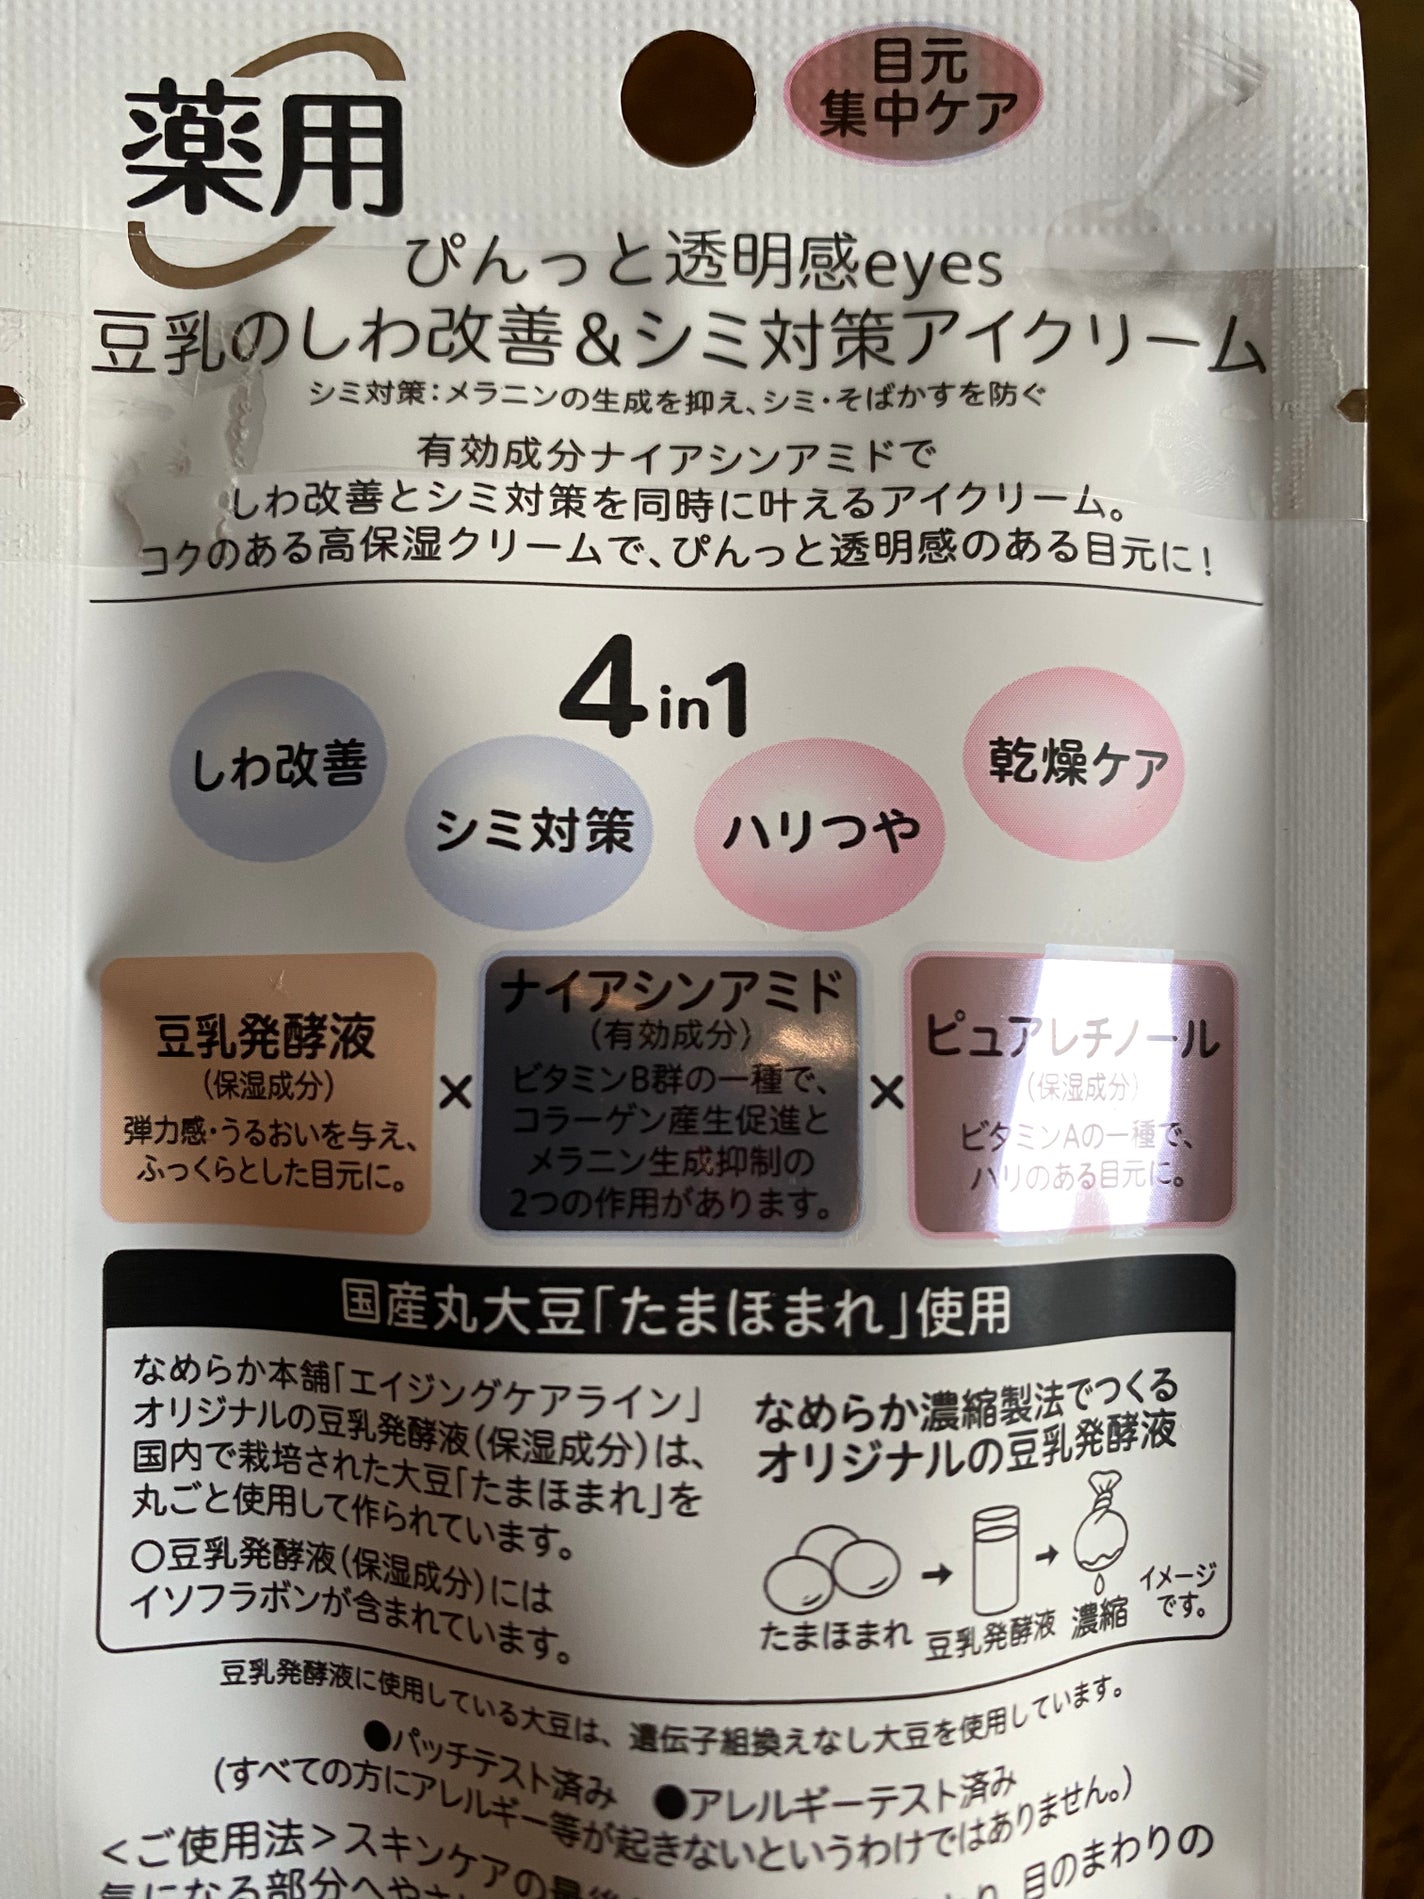 薬用
目元
集中ケア
ぴんっと透明感eyes
豆乳のしわ改善＆シミ対策アイクリーム
シミ対策：メラニンの生成を抑え、シミ・そばかすを防ぐ
有効成分ナイアシンアミドで
しわ改善とシミ対策を同時に叶えるアイクリーム。
コクのある高保湿クリームで、ぴんっと透明感のある目元に！
4in1
しわ改善
シミ対策
ハリつや
乾燥ケア
豆乳発酵液
（保湿成分）
弾力感・うるおいを与え、
ふっくらとした目元に。
×
ナイアシンアミド
（有効成分）
ビタミンB群の一種で、
コラーゲン産生促進と
メラニン生成抑制の
2つの作用があります。
×
ピュアレチノール
（保湿成分）
ビタミンAの一種で、
ハリのある目元に。
国産丸大豆「たまほまれ」使用
なめらか本舗「エイジングケアライン」
オリジナルの豆乳発酵液（保湿成分）は、
国内で栽培された大豆「たまほまれ」を
丸ごと使用して作られています。
○豆乳発酵液（保湿成分）には
イソフラボンが含まれています。
なめらか濃縮製法でつくる
オリジナルの豆乳発酵液
たまほまれ
→
豆乳発酵液
→
濃縮
イメージ
です。
豆乳発酵液に使用している大豆は、遺伝子組換えなし大豆を使用しています。
●パッチテスト済み ●アレルギーテスト済み
（すべての方にアレルギー等が起きないというわけではありません。）
＜ご使用法＞スキンケアの最後 目のまわりの
気になる部分へやさ